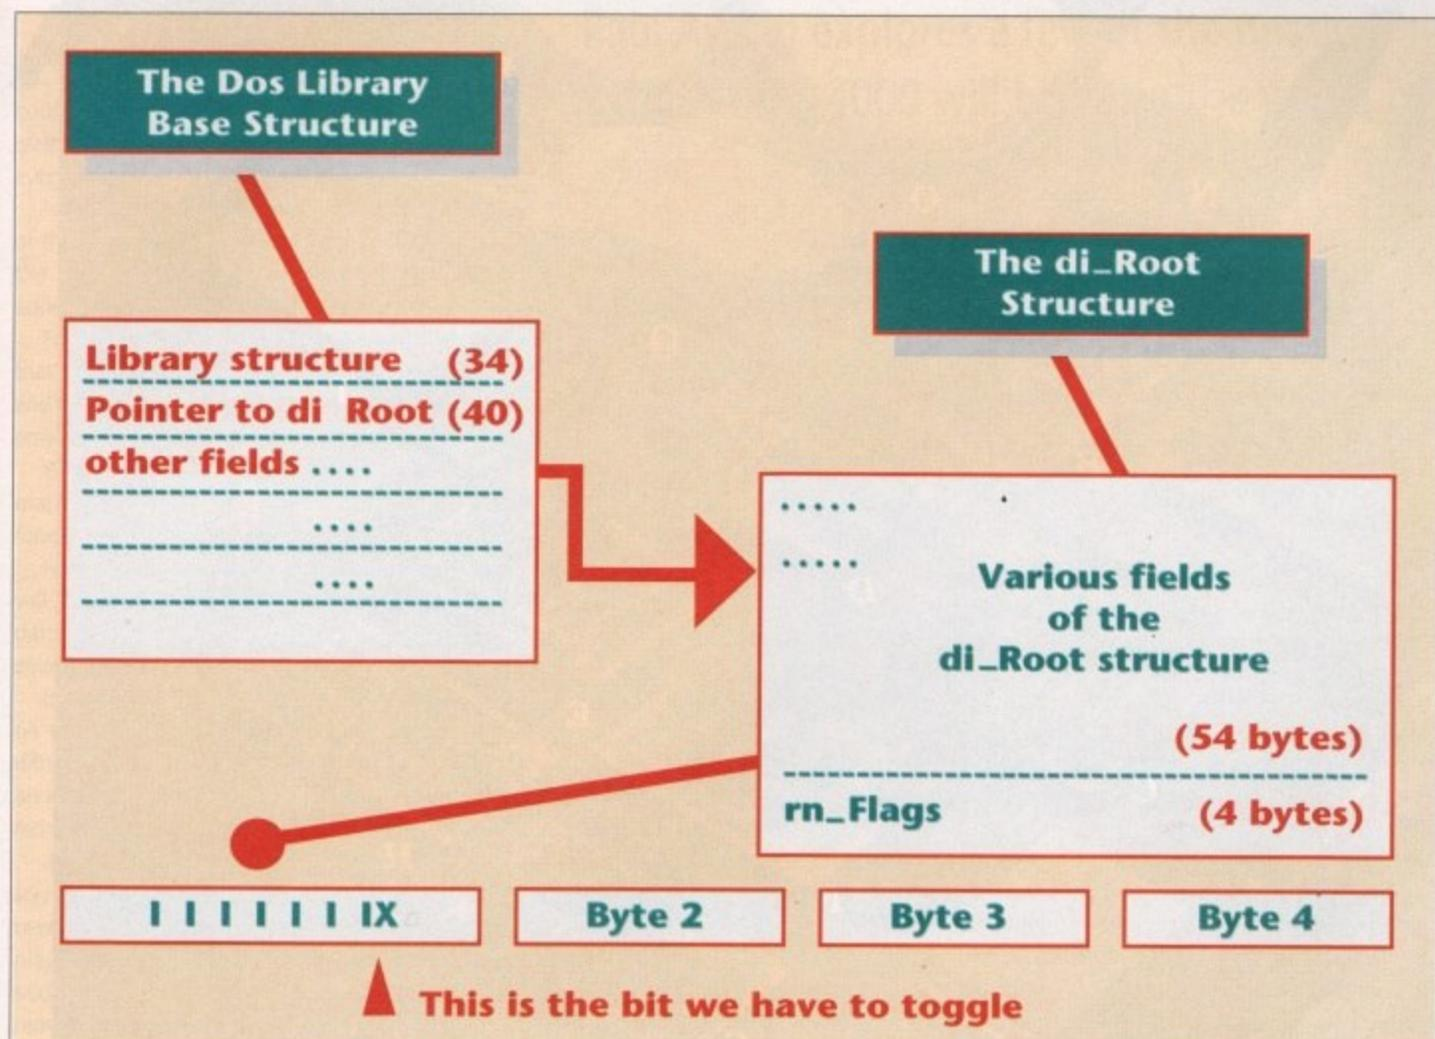 The Dos Library
Base Structure
The di_Root
Structure
Library structure (34)
Pointer to di Root (40)
other fields ....
....
....
.....
.....
Various fields
of the
di_Root structure
(54 bytes)
rn_Flags (4 bytes)
I I I I I I IX
Byte 2
Byte 3
Byte 4
This is the bit we have to toggle